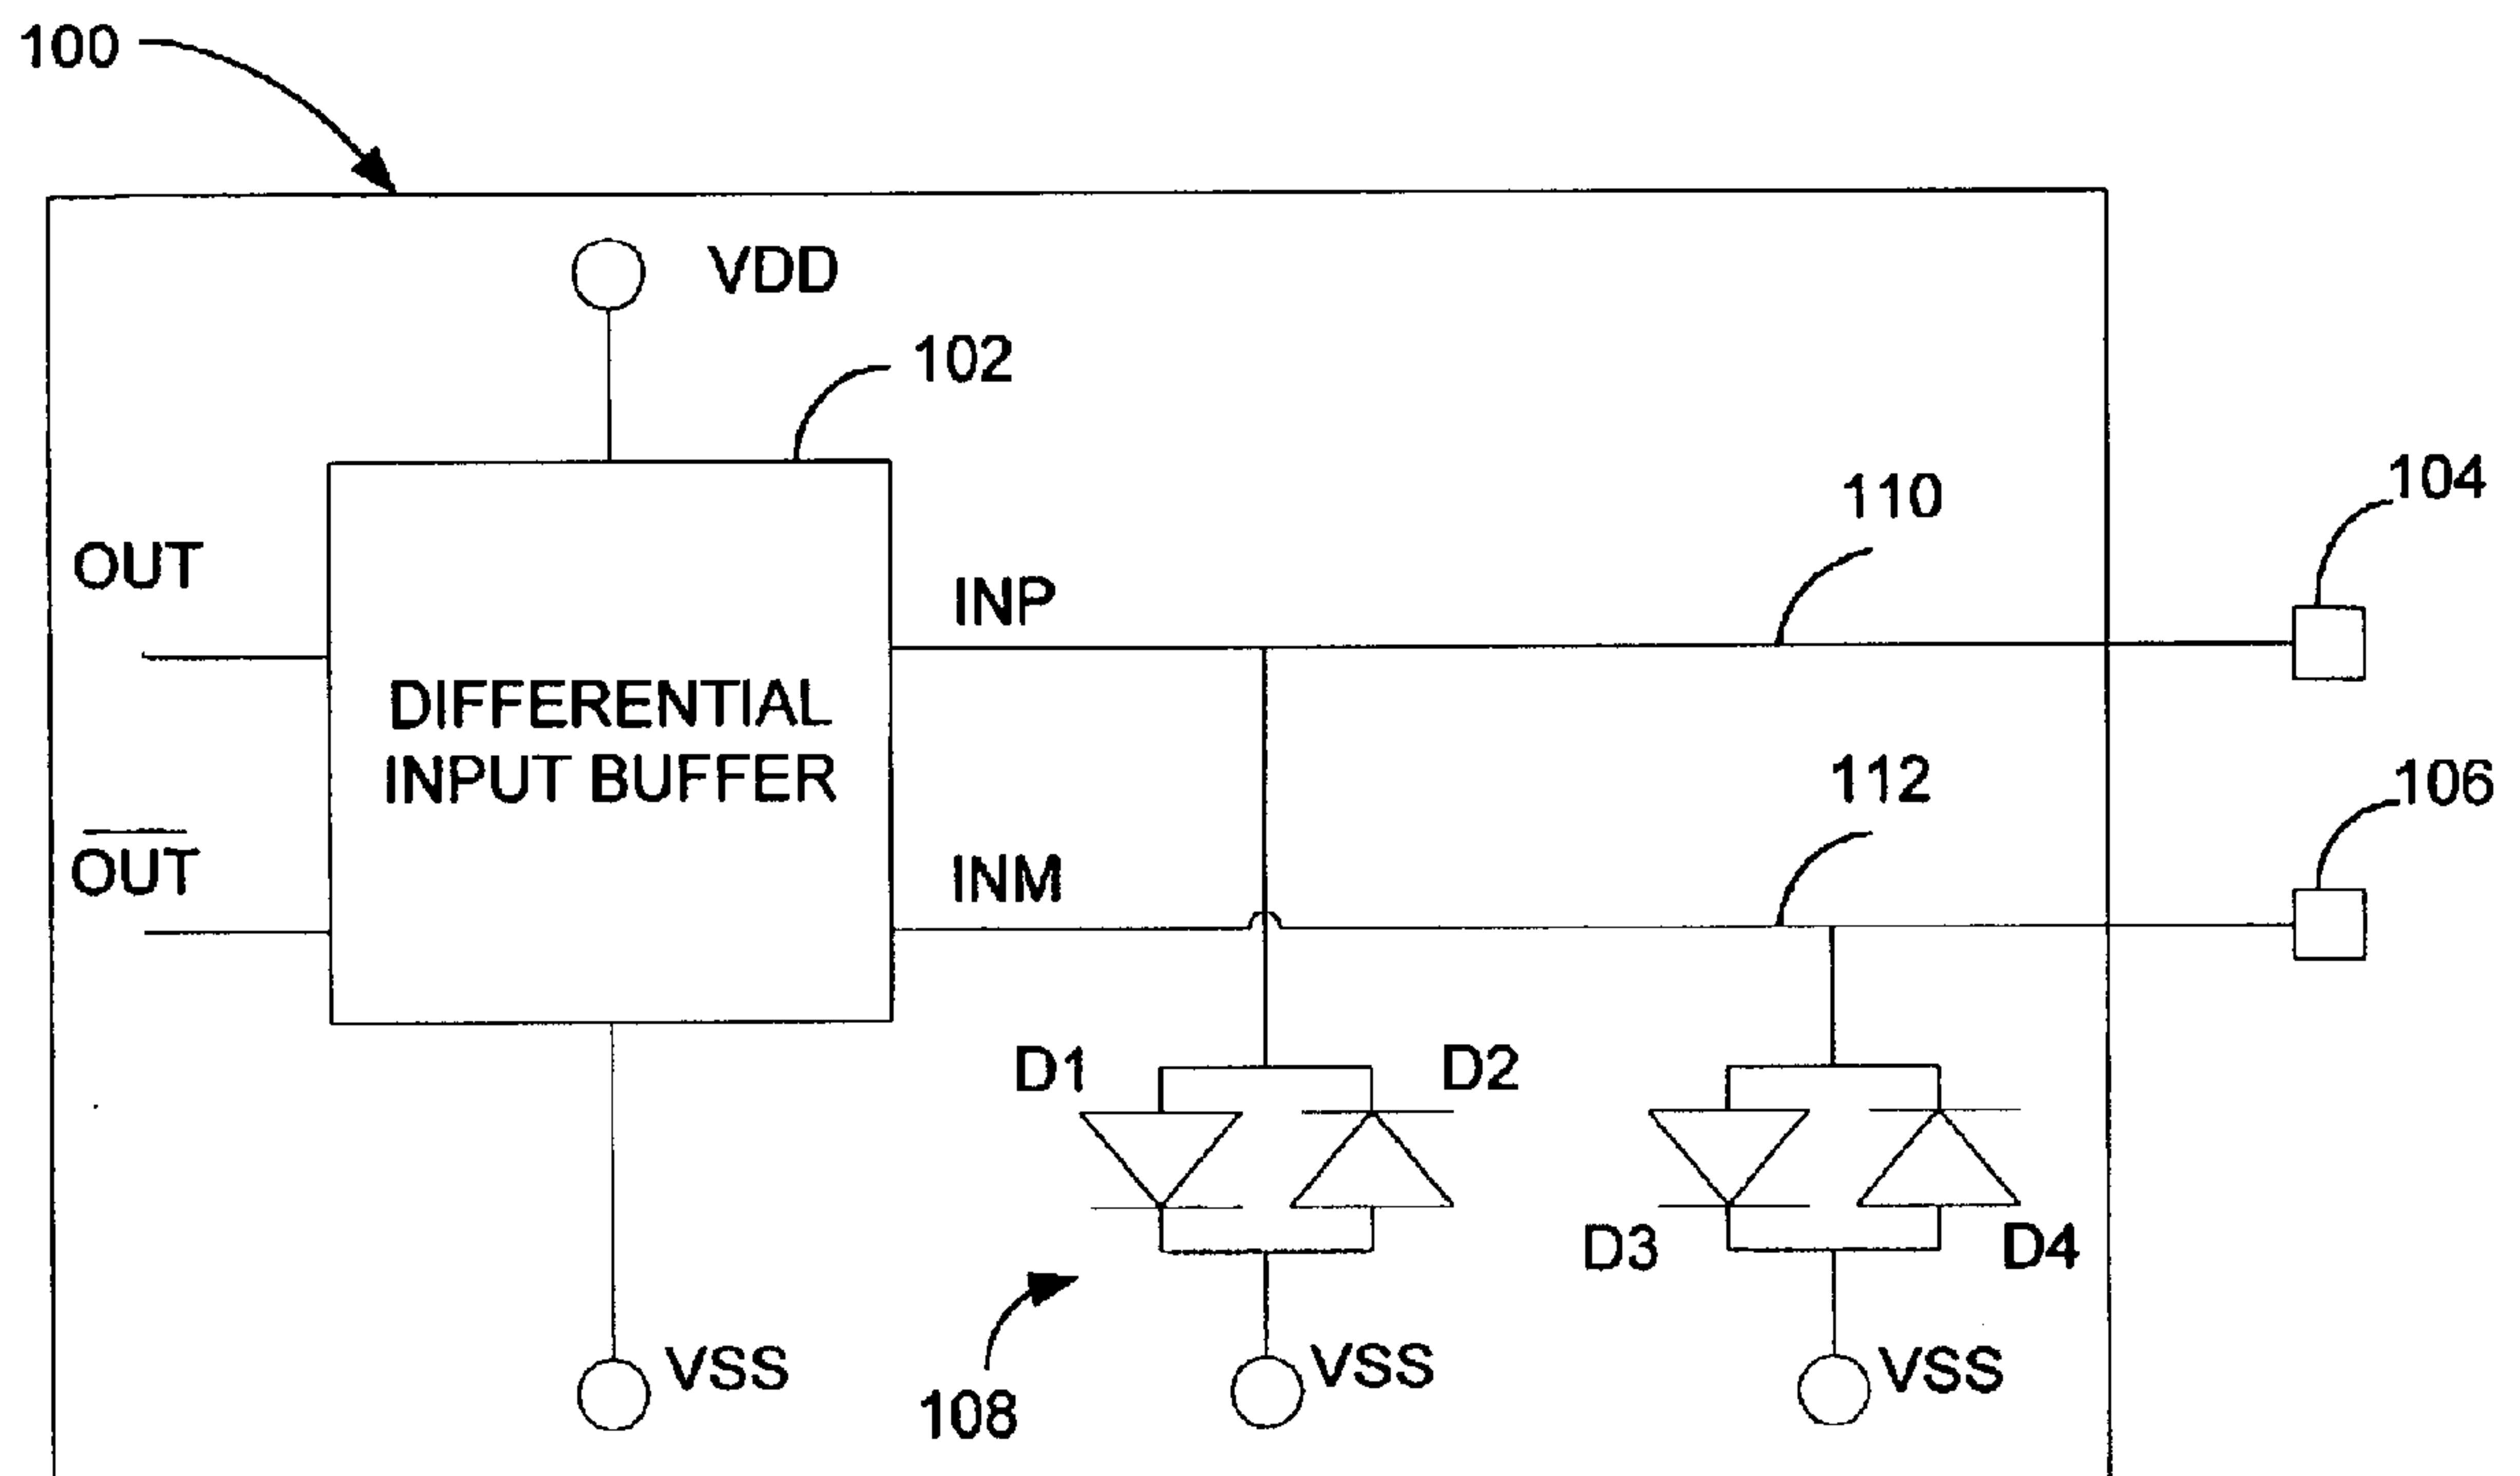 100
VDD
102
104
110
OUT
INP
DIFFERENTIAL
INPUT BUFFER
112
106
OUT
INM
D1
D2
D3
D4
VSS
VSS
VSS
108